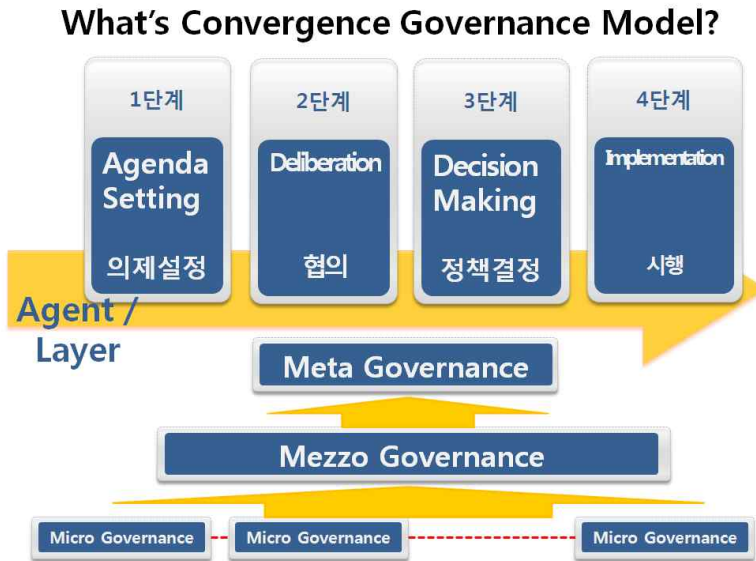 What's Convergence Governance Model?
1단계
2단계
3단계
4단계
Agenda
Setting
의제설정
Deliberation
협의
Decision
Making
정책결정
Implementation
시행
Agent /
Layer
Meta Governance
Mezzo Governance
Micro Governance
Micro Governance
Micro Governance